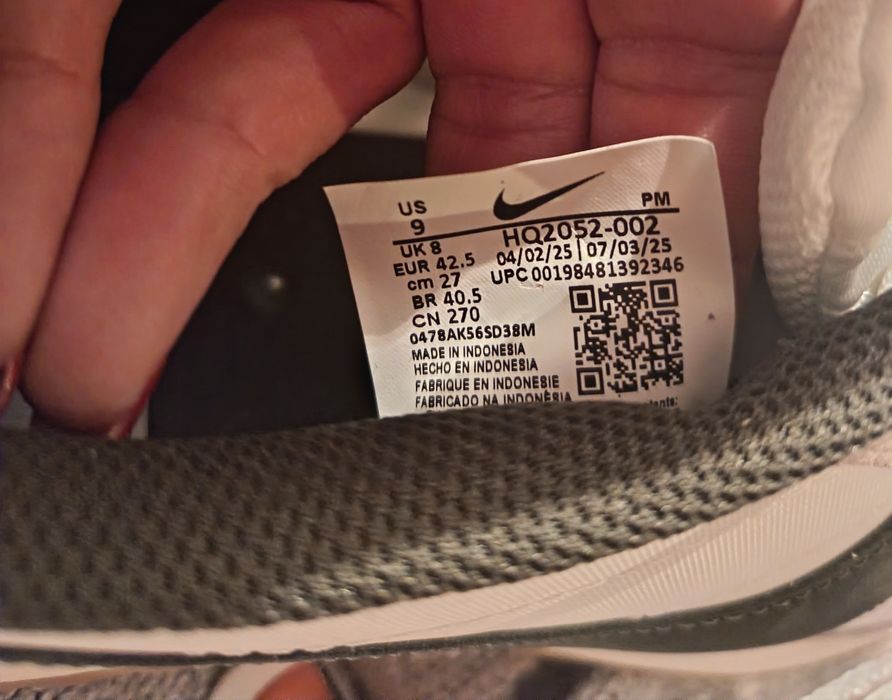 US PM
9
UK 8 HQ2052-002
EUR 42.5 04/02/25 | 07/03/25
cm 27 UPC 00198481392346
BR 40.5
CN 270
0478AK56SD38M
MADE IN INDONESIA
HECHO EN INDONESIA
FABRIQUE EN INDONESIE
FABRICADO NA INDONÉSIA